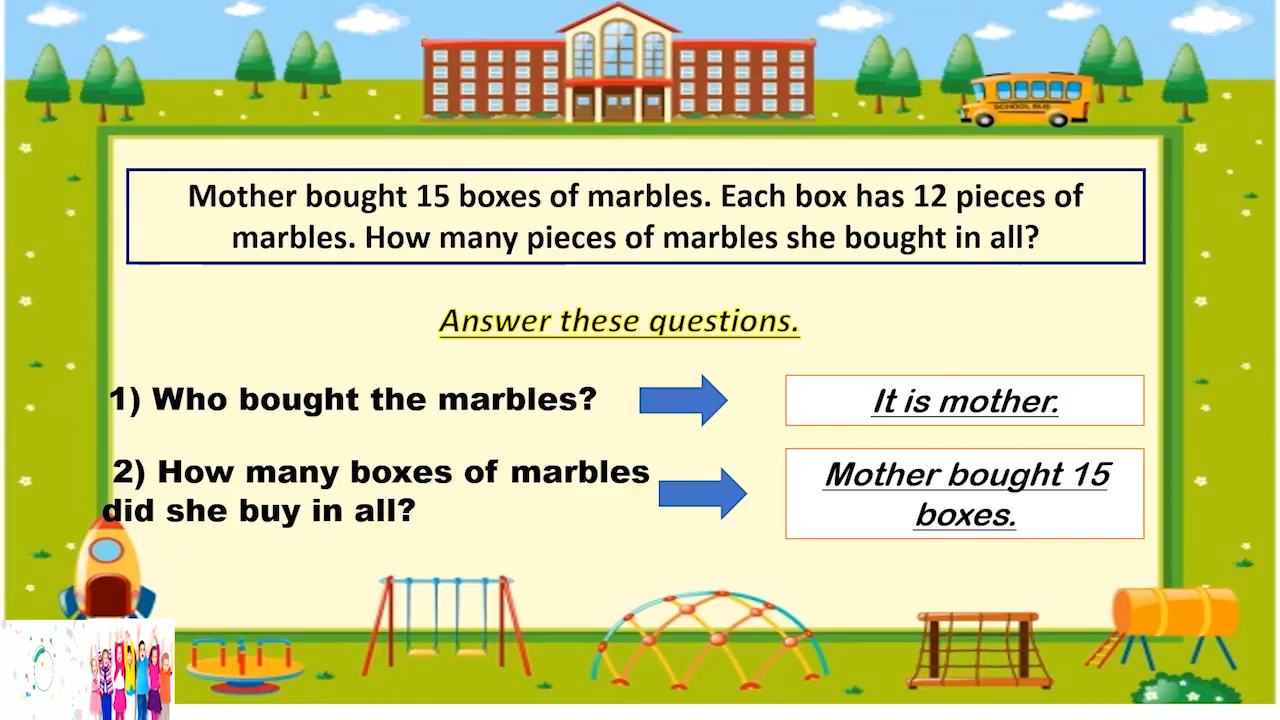 SCHOOL BUS
Mother bought 15 boxes of marbles. Each box has 12 pieces of
marbles. How many pieces of marbles she bought in all?
Answer these questions.
1) Who bought the marbles?
It is mother.
2) How many boxes of marbles
did she buy in all?
Mother bought 15
boxes.